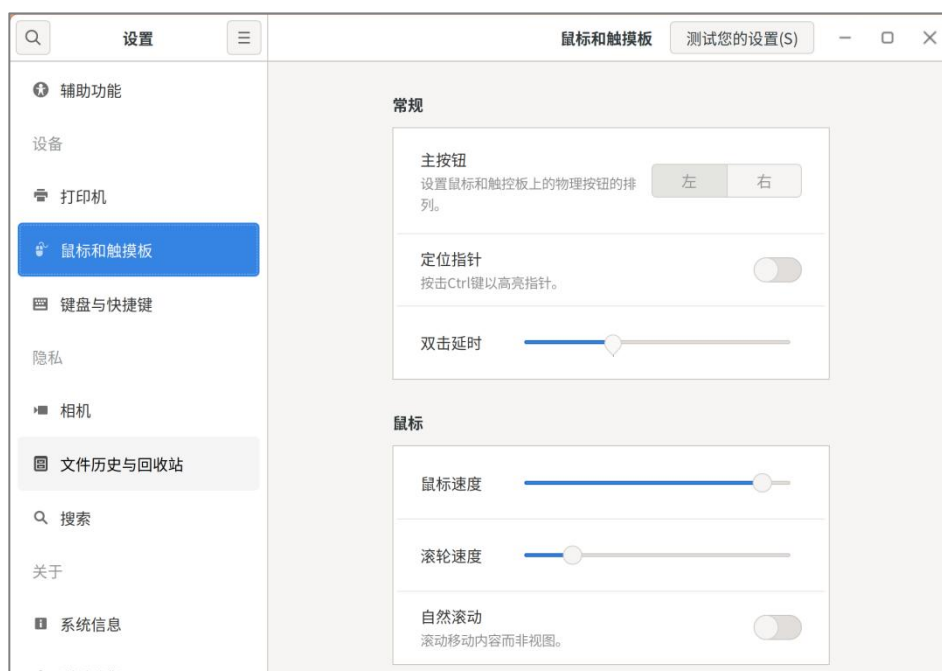 设置
鼠标和触摸板
测试您的设置(S)
辅助功能
设备
打印机
鼠标和触摸板
键盘与快捷键
隐私
相机
文件历史与回收站
搜索
关于
系统信息
常规
主按钮
设置鼠标和触控板上的物理按钮的排
列。
左
右
定位指针
按击Ctrl键以高亮指针。
双击延时
鼠标
鼠标速度
滚轮速度
自然滚动
滚动移动内容而非视图。